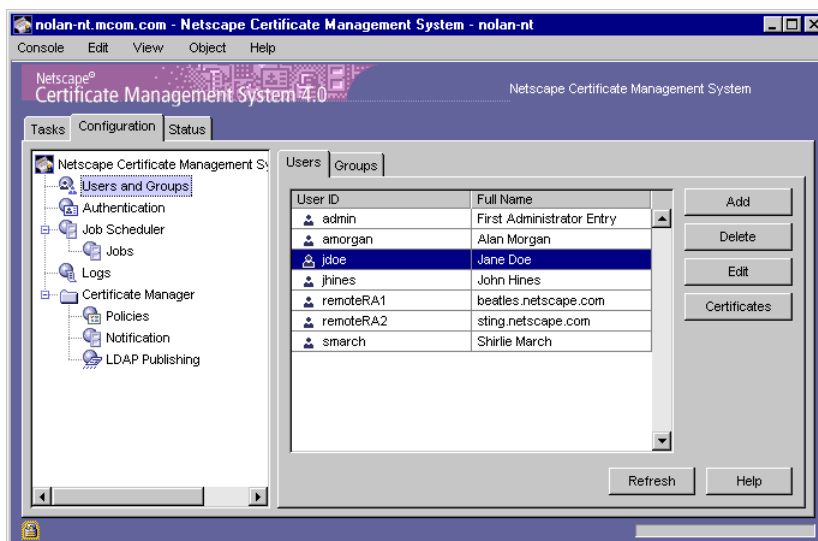 nolan-nt.mcom.com - Netscape Certificate Management System - nolan-nt
Console Edit View Object Help
Netscape®
Certificate Management System 4.0
Netscape Certificate Management System
Tasks Configuration Status
Netscape Certificate Management Sy
Users and Groups
Authentication
Job Scheduler
Jobs
Logs
Certificate Manager
Policies
Notification
LDAP Publishing
Users Groups
User ID Full Name
admin First Administrator Entry
amorgan Alan Morgan
jdoe Jane Doe
jhines John Hines
remoteRA1 beatles.netscape.com
remoteRA2 sting.netscape.com
smarch Shirlie March
Add
Delete
Edit
Certificates
Refresh Help